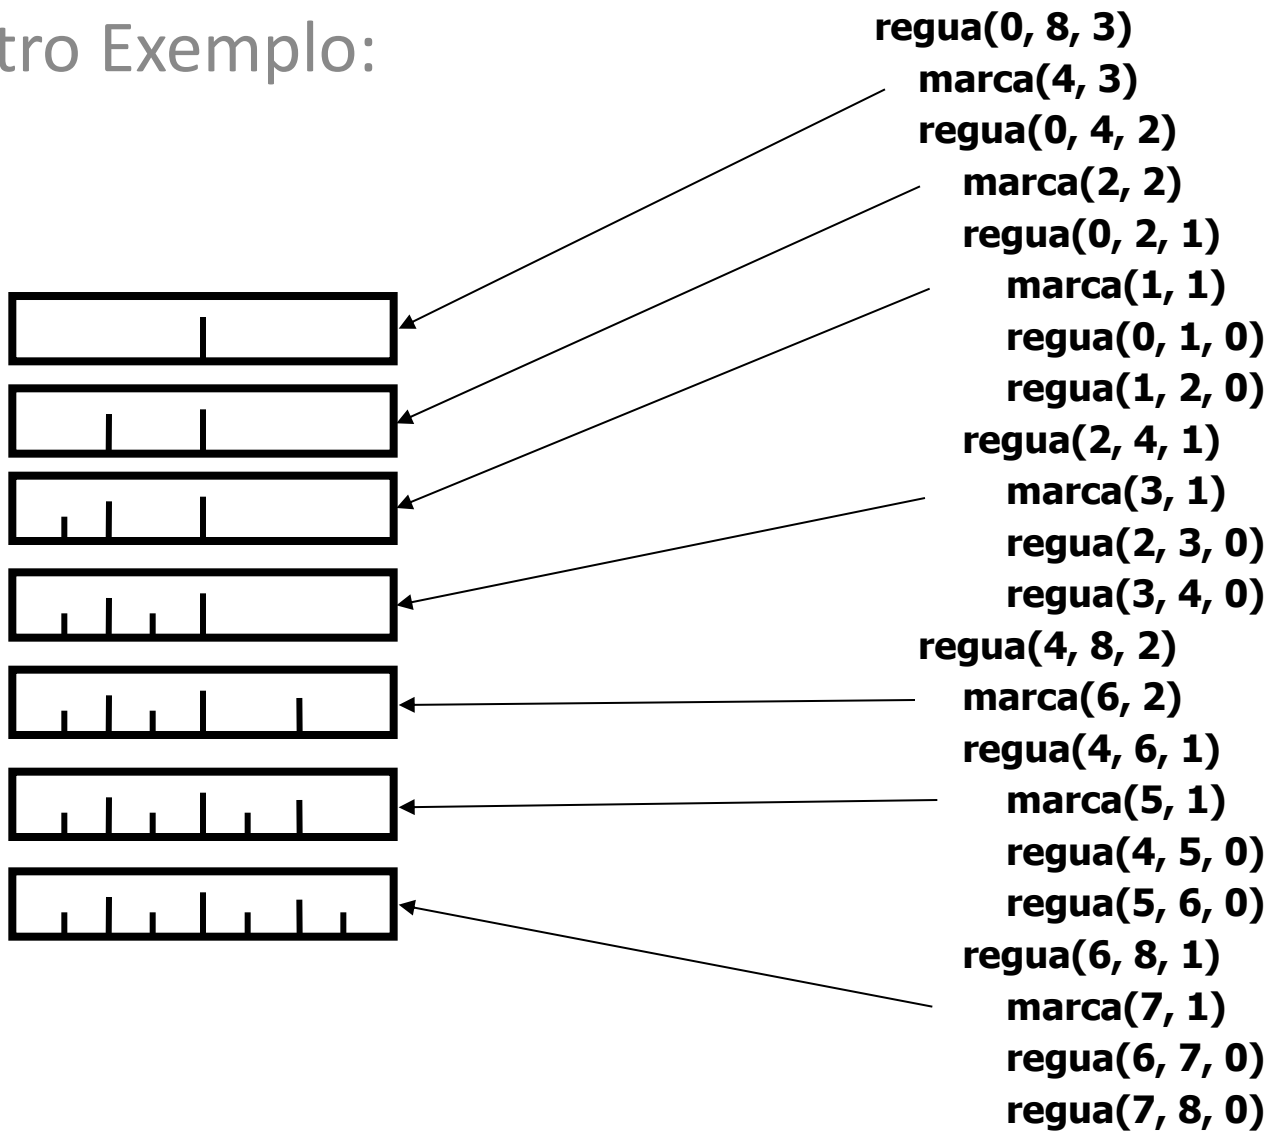 tro Exemplo:
regua(0, 8, 3)
marca(4, 3)
regua(0, 4, 2)
marca(2, 2)
regua(0, 2, 1)
marca(1, 1)
regua(0, 1, 0)
regua(1, 2, 0)
regua(2, 4, 1)
marca(3, 1)
regua(2, 3, 0)
regua(3, 4, 0)
regua(4, 8, 2)
marca(6, 2)
regua(4, 6, 1)
marca(5, 1)
regua(4, 5, 0)
regua(5, 6, 0)
regua(6, 8, 1)
marca(7, 1)
regua(6, 7, 0)
regua(7, 8, 0)